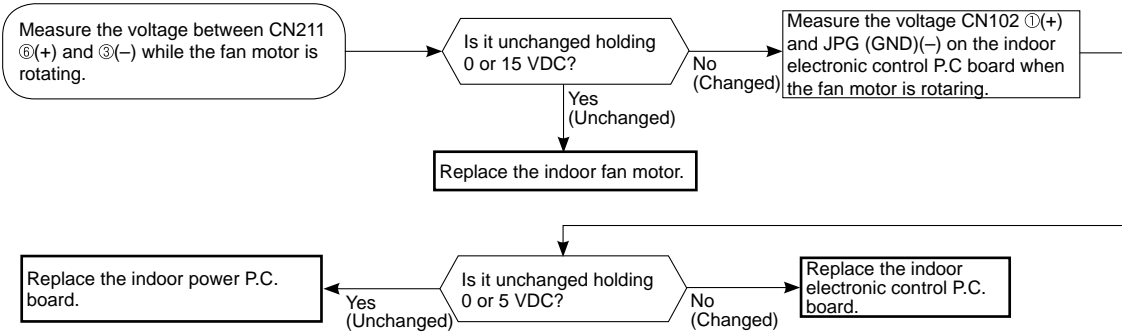 Measure the voltage between CN211
⑥(+) and ③(–) while the fan motor is
rotating.
Is it unchanged holding
0 or 15 VDC?
No
(Changed)
Measure the voltage CN102 ①(+)
and JPG (GND)(–) on the indoor
electronic control P.C board when
the fan motor is rotaring.
Yes
(Unchanged)
Replace the indoor fan motor.
Replace the indoor power P.C.
board.
Yes
(Unchanged)
Is it unchanged holding
0 or 5 VDC?
No
(Changed)
Replace the indoor
electronic control P.C.
board.